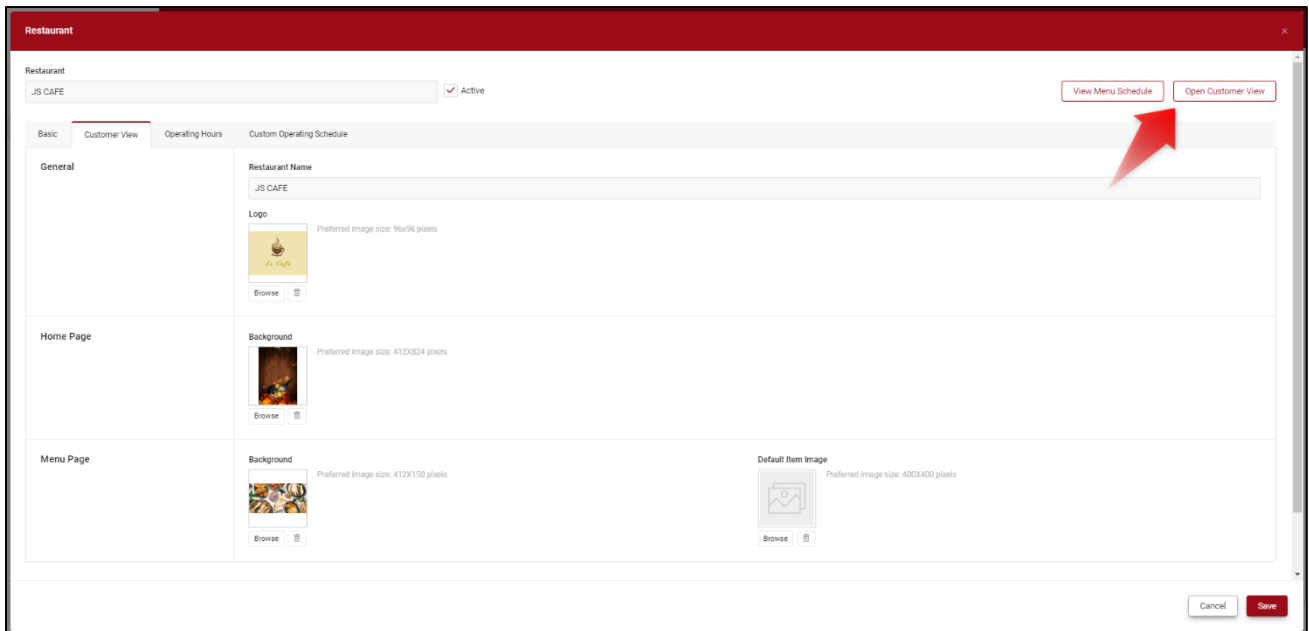 Restaurant
Restaurant
JS CAFE
Active
View Menu Schedule
Open Customer View
Basic
Customer View
Operating Hours
Custom Operating Schedule
General
Restaurant Name
JS CAFE
Logo
Preferred image size: 96x96 pixels
Js Cafe
Browse
Home Page
Background
Preferred image size: 412X824 pixels
Browse
Menu Page
Background
Preferred image size: 412X150 pixels
Browse
Default Item Image
Preferred image size: 400X400 pixels
Browse
Cancel
Save